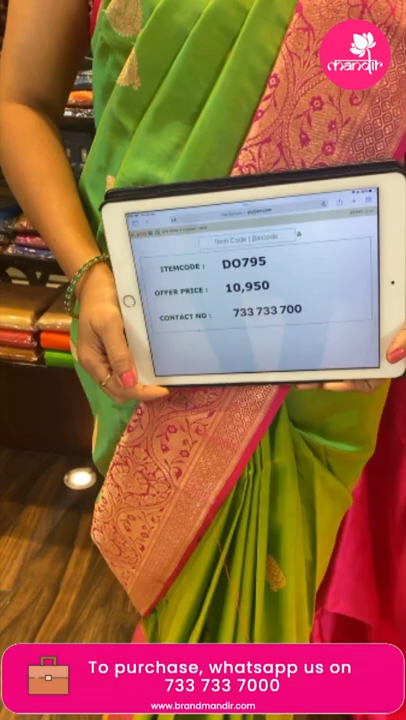 mandir
Item Code | Barcode
ITEMCODE : DO795
OFFER PRICE : 10,950
CONTACT NO : 733 733 700
To purchase, whatsapp us on
733 733 7000
www.brandmandir.com